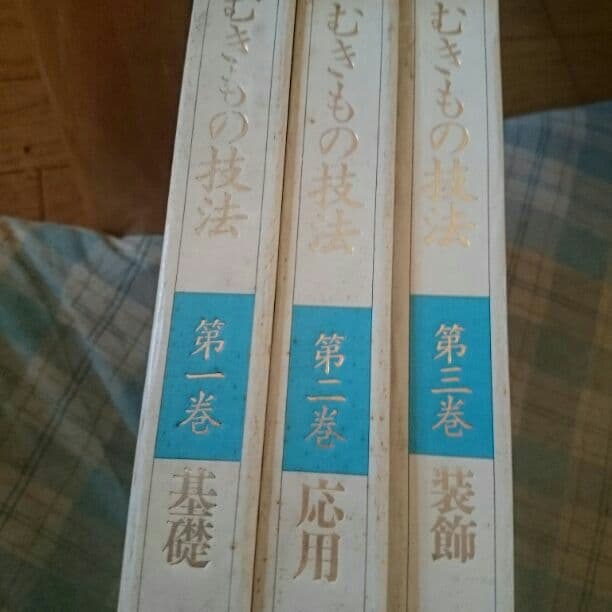 むきもの技法
第一巻
基礎
むきもの技法
第二巻
応用
むきもの技法
第三巻
装飾